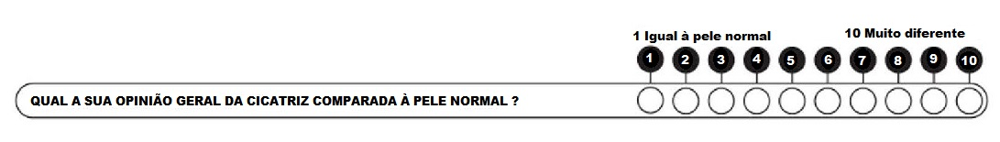 1 Igual à pele normal
10 Muito diferente
1 2 3 4 5 6 7 8 9 10
QUAL A SUA OPINIÃO GERAL DA CICATRIZ COMPARADA À PELE NORMAL ?